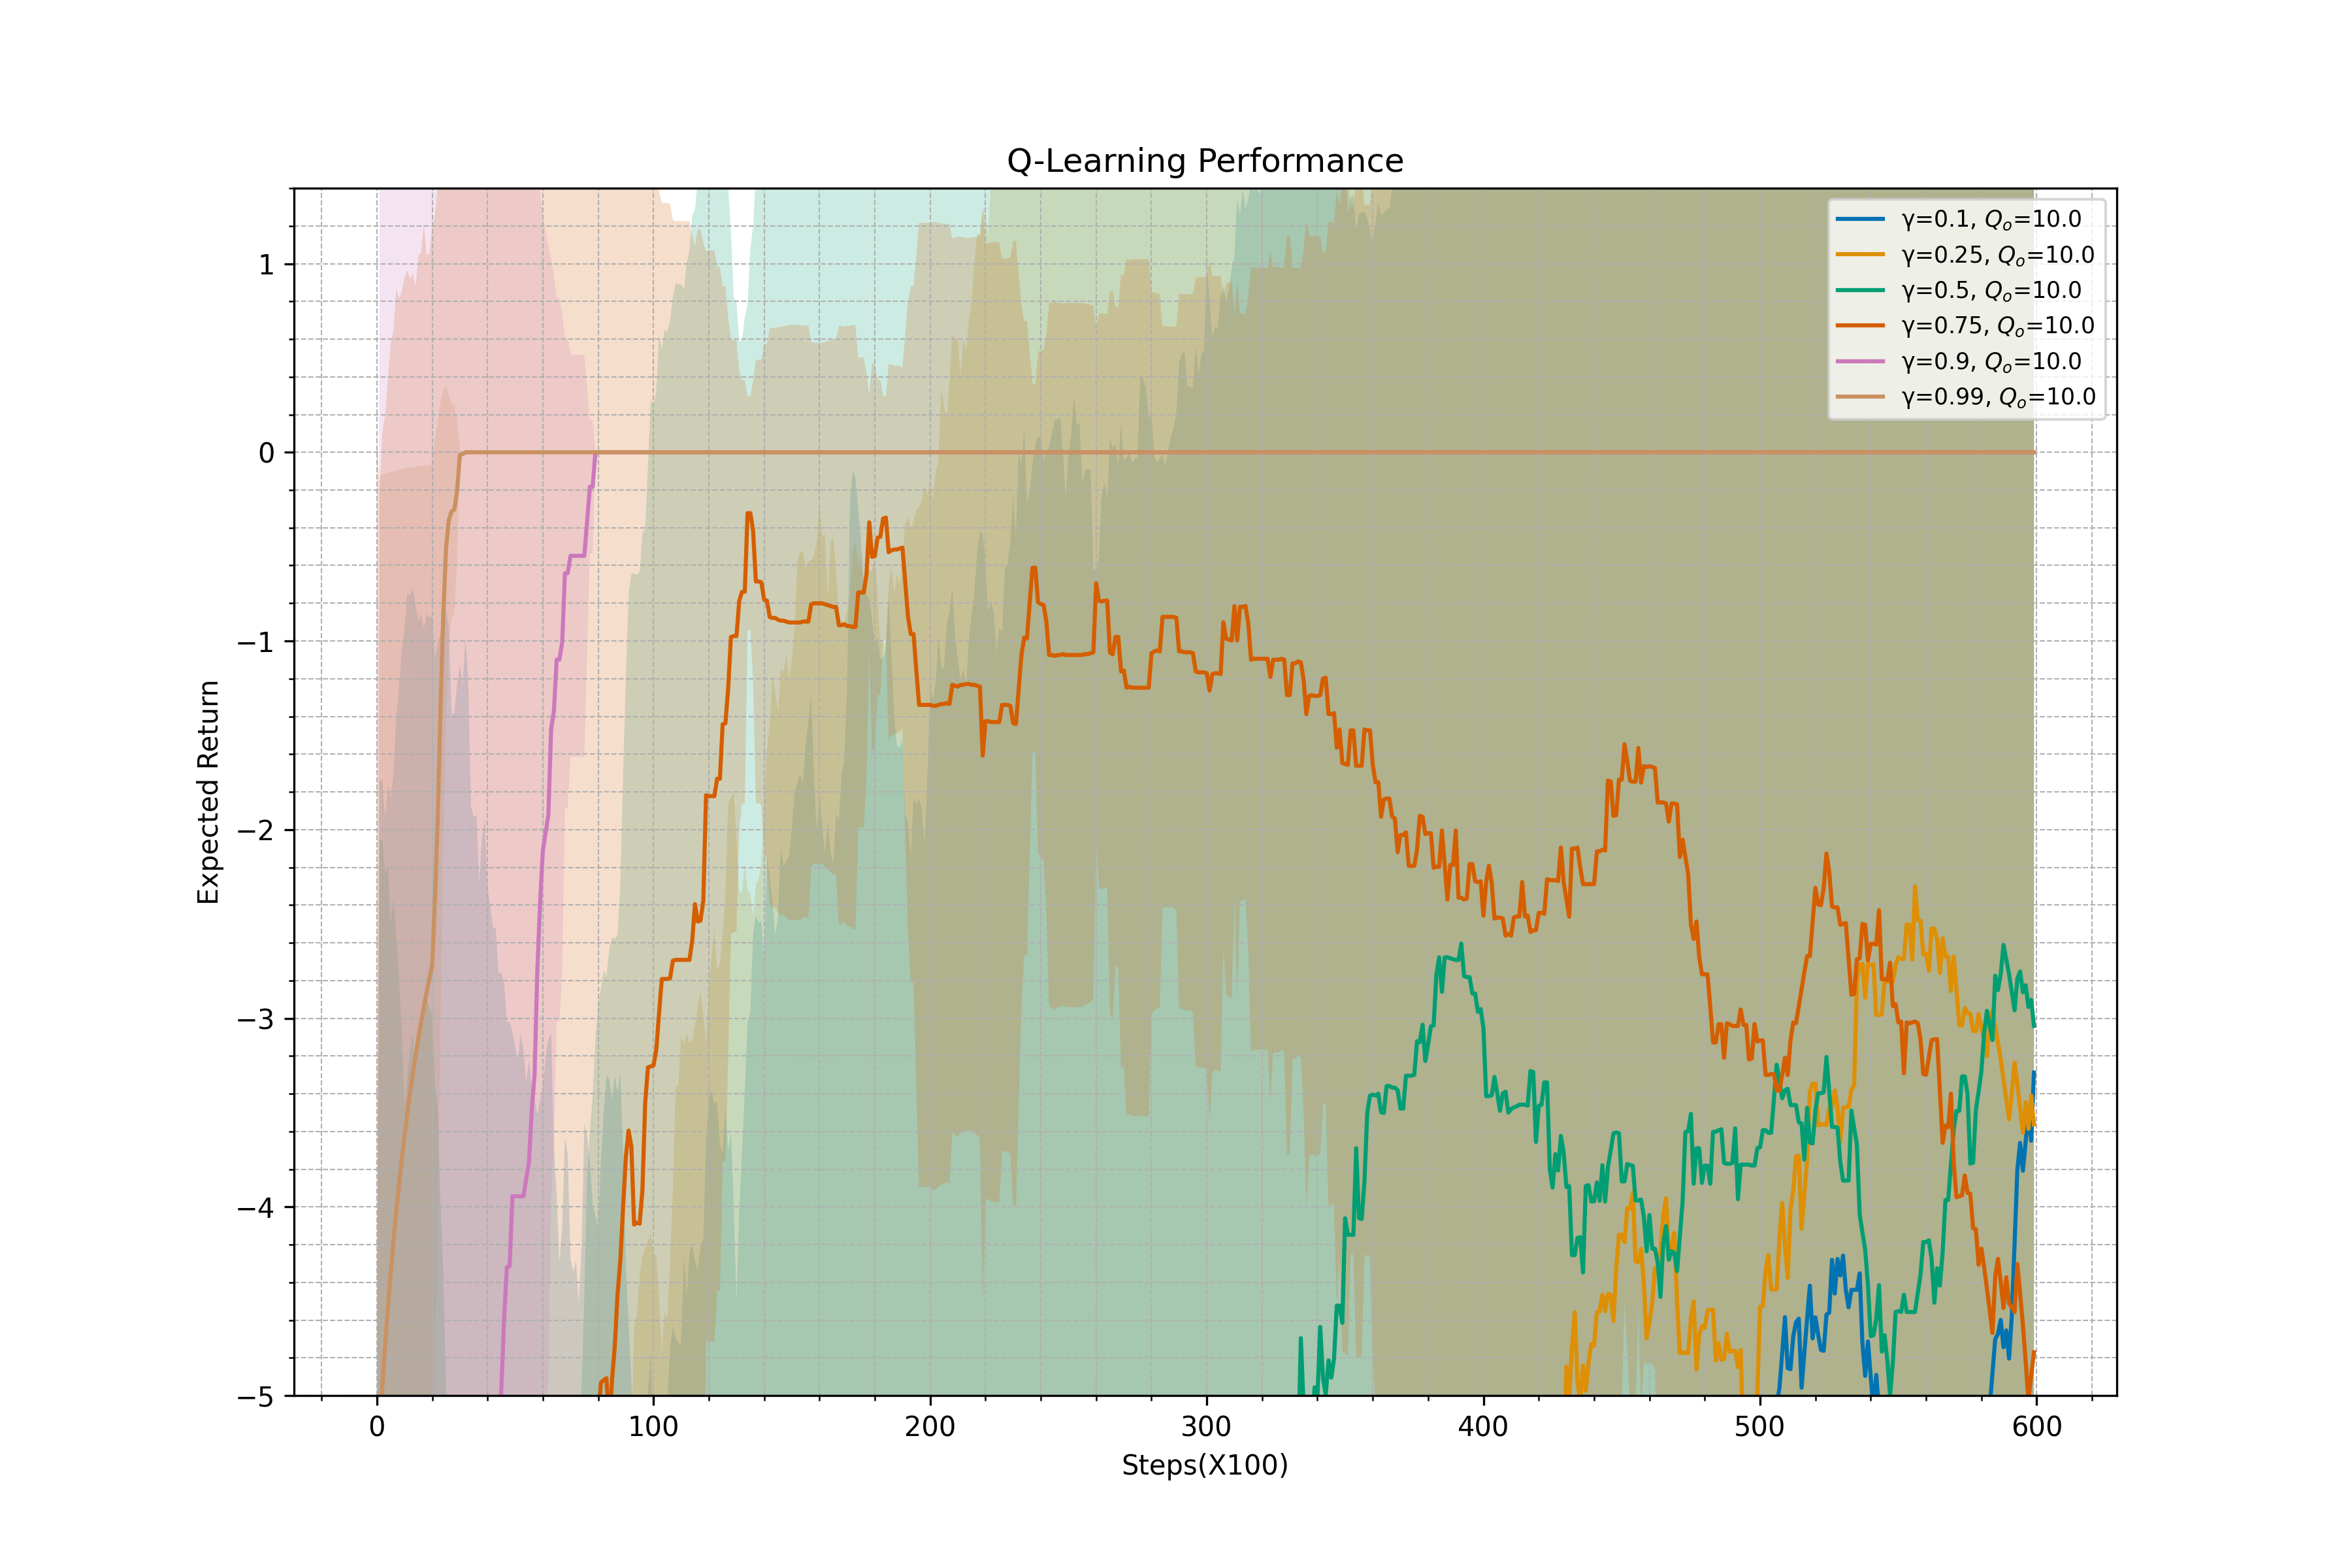 Q-Learning Performance
γ=0.1, Qₒ=10.0
γ=0.25, Qₒ=10.0
γ=0.5, Qₒ=10.0
γ=0.75, Qₒ=10.0
γ=0.9, Qₒ=10.0
γ=0.99, Qₒ=10.0
Expected Return
1
0
−1
−2
−3
−4
−5
0 100 200 300 400 500 600
Steps(X100)